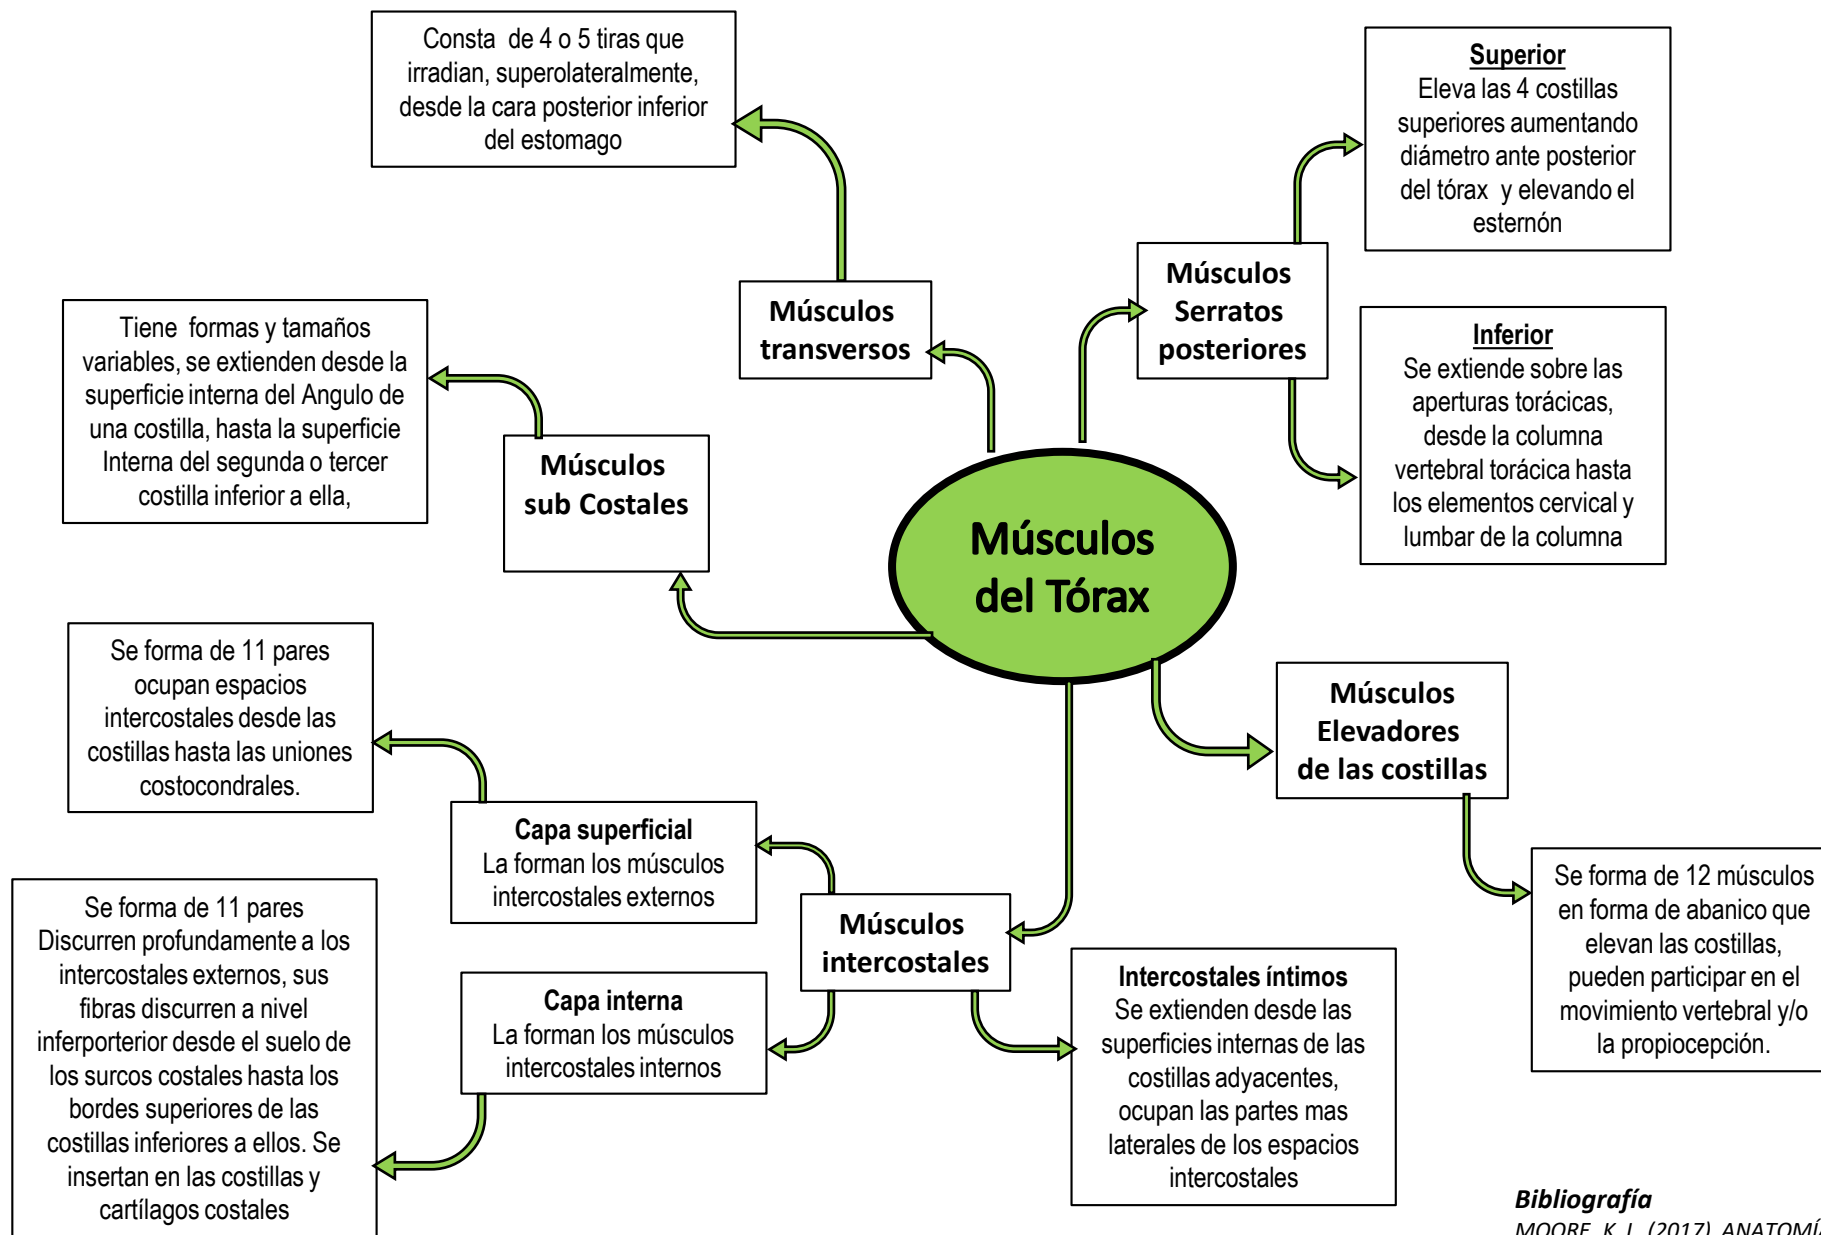 Consta  de 4 o 5 tiras que
irradian, superolateralmente,
desde la cara posterior inferior
del estomago
Superior
Eleva las 4 costillas
superiores aumentando
diámetro ante posterior
del tórax  y elevando el
esternón
Músculos
transversos
Músculos
Serratos
posteriores
Tiene  formas y tamaños
variables, se extienden desde la
superficie interna del Angulo de
una costilla, hasta la superficie
Interna del segunda o tercer
costilla inferior a ella,
Músculos
sub Costales
Inferior
Se extiende sobre las
aperturas torácicas,
desde la columna
vertebral torácica hasta
los elementos cervical y
lumbar de la columna
Músculos
del Tórax
Se forma de 11 pares
ocupan espacios
intercostales desde las
costillas hasta las uniones
costocondrales.
Músculos
Elevadores
de las costillas
Capa superficial
La forman los músculos
intercostales externos
Se forma de 12 músculos
en forma de abanico que
elevan las costillas,
pueden participar en el
movimiento vertebral y/o
la propiocepción.
Se forma de 11 pares
Discurren profundamente a los
intercostales externos, sus
fibras discurren a nivel
inferporterior desde el suelo de
los surcos costales hasta los
bordes superiores de las
costillas inferiores a ellos. Se
insertan en las costillas y
cartílagos costales
Músculos
intercostales
Capa interna
La forman los músculos
intercostales internos
Intercostales íntimos
Se extienden desde las
superficies internas de las
costillas adyacentes,
ocupan las partes mas
laterales de los espacios
intercostales
Bibliografía
MOORE, K. L. (2017). ANATOMÍA